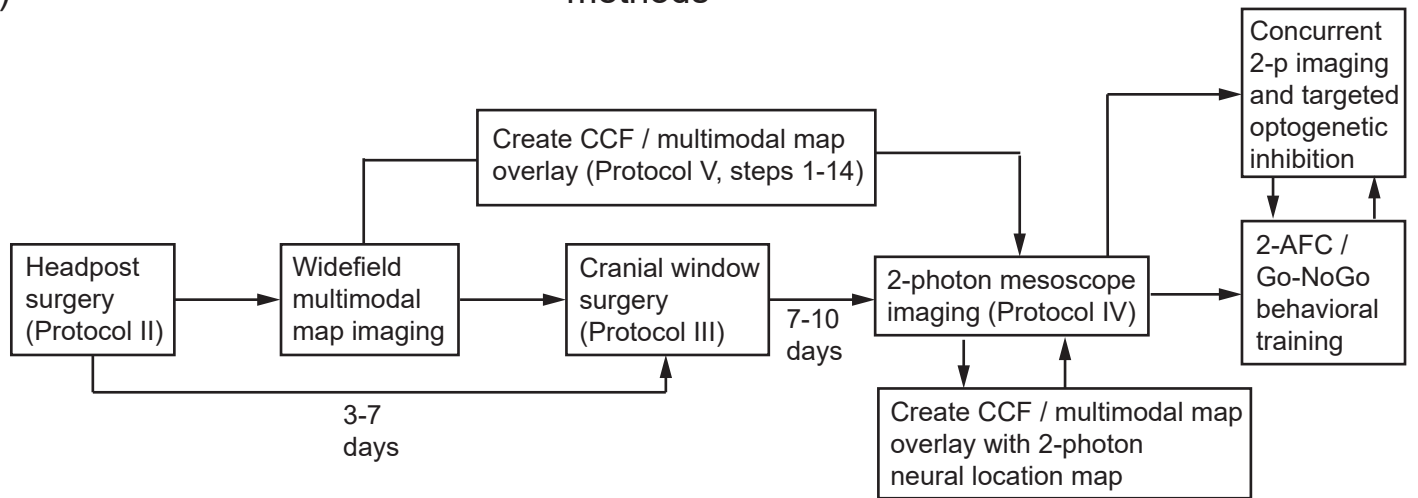 )
methods
Concurrent
2-p imaging
and targeted
optogenetic
inhibition
Create CCF / multimodal map
overlay (Protocol V, steps 1-14)
Headpost
surgery
(Protocol II)
Widefield
multimodal
map imaging
Cranial window
surgery
(Protocol III)
7-10
days
2-photon mesoscope
imaging (Protocol IV)
2-AFC /
Go-NoGo
behavioral
training
3-7
days
Create CCF / multimodal map
overlay with 2-photon
neural location map